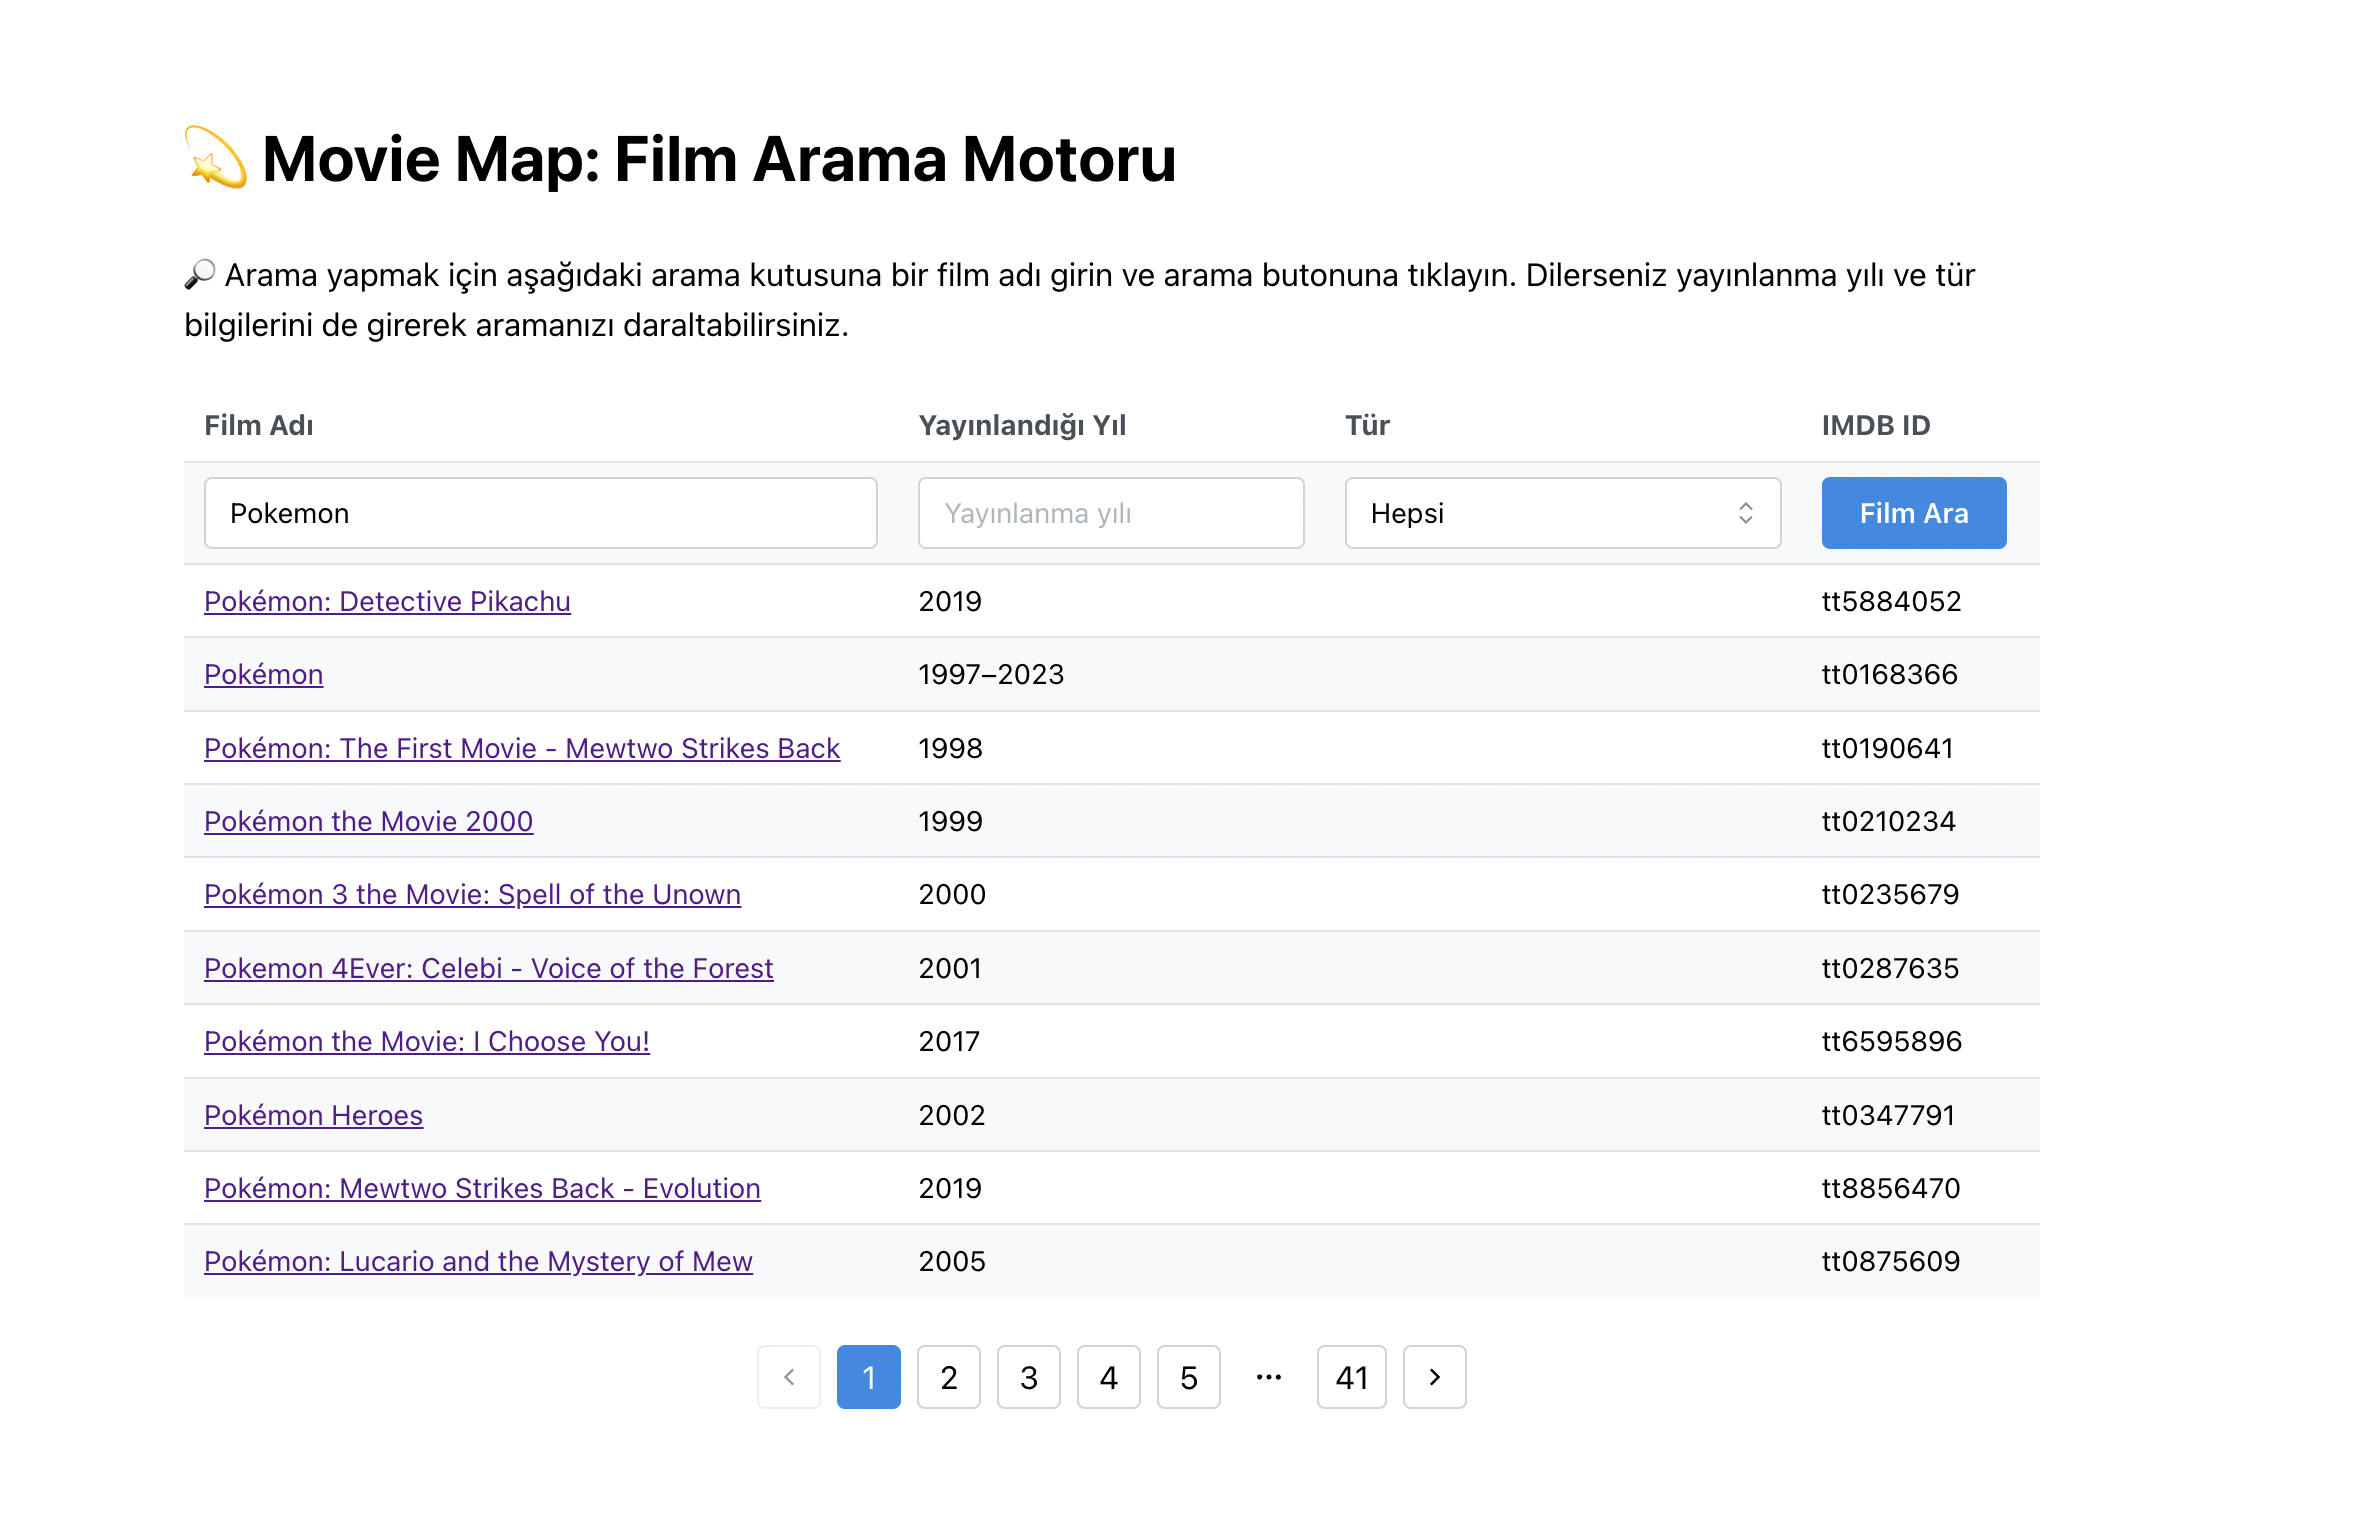 💫 Movie Map: Film Arama Motoru
🔎 Arama yapmak için aşağıdaki arama kutusuna bir film adı girin ve arama butonuna tıklayın. Dilerseniz yayınlanma yılı ve tür
bilgilerini de girerek aramanızı daraltabilirsiniz.
Film Adı Yayınlandığı Yıl Tür IMDB ID
Pokemon Yayınlanma yılı Hepsi Film Ara
Pokémon: Detective Pikachu 2019 tt5884052
Pokémon 1997–2023 tt0168366
Pokémon: The First Movie - Mewtwo Strikes Back 1998 tt0190641
Pokémon the Movie 2000 1999 tt0210234
Pokémon 3 the Movie: Spell of the Unown 2000 tt0235679
Pokemon 4Ever: Celebi - Voice of the Forest 2001 tt0287635
Pokémon the Movie: I Choose You! 2017 tt6595896
Pokémon Heroes 2002 tt0347791
Pokémon: Mewtwo Strikes Back - Evolution 2019 tt8856470
Pokémon: Lucario and the Mystery of Mew 2005 tt0875609
1 2 3 4 5 ··· 41